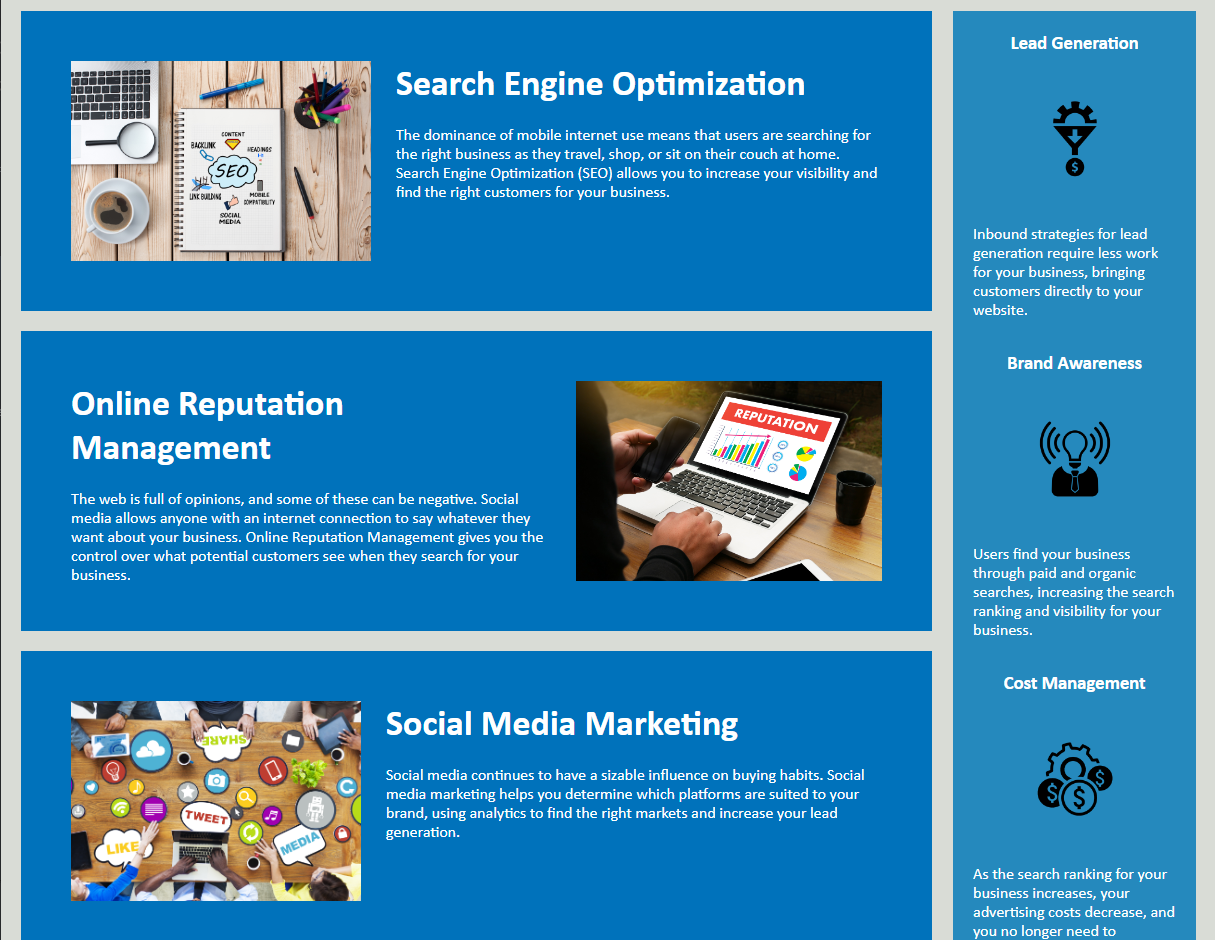 Search Engine Optimization
The dominance of mobile internet use means that users are searching for
the right business as they travel, shop, or sit on their couch at home.
Search Engine Optimization (SEO) allows you to increase your visibility and
find the right customers for your business.
CONTENT
BACKLINK
HEADINGS
SEO
LINK BUILDING
MOBILE
COMPATIBILITY
SOCIAL
MEDIA
Online Reputation
Management
The web is full of opinions, and some of these can be negative. Social
media allows anyone with an internet connection to say whatever they
want about your business. Online Reputation Management gives you the
control over what potential customers see when they search for your
business.
REPUTATION
Social Media Marketing
Social media continues to have a sizable influence on buying habits. Social
media marketing helps you determine which platforms are suited to your
brand, using analytics to find the right markets and increase your lead
generation.
SHARE
TWEET
LIKE
MEDIA
Lead Generation
$
Inbound strategies for lead
generation require less work
for your business, bringing
customers directly to your
website.
Brand Awareness
Users find your business
through paid and organic
searches, increasing the search
ranking and visibility for your
business.
Cost Management
$
$
$
As the search ranking for your
business increases, your
advertising costs decrease, and
you no longer need to